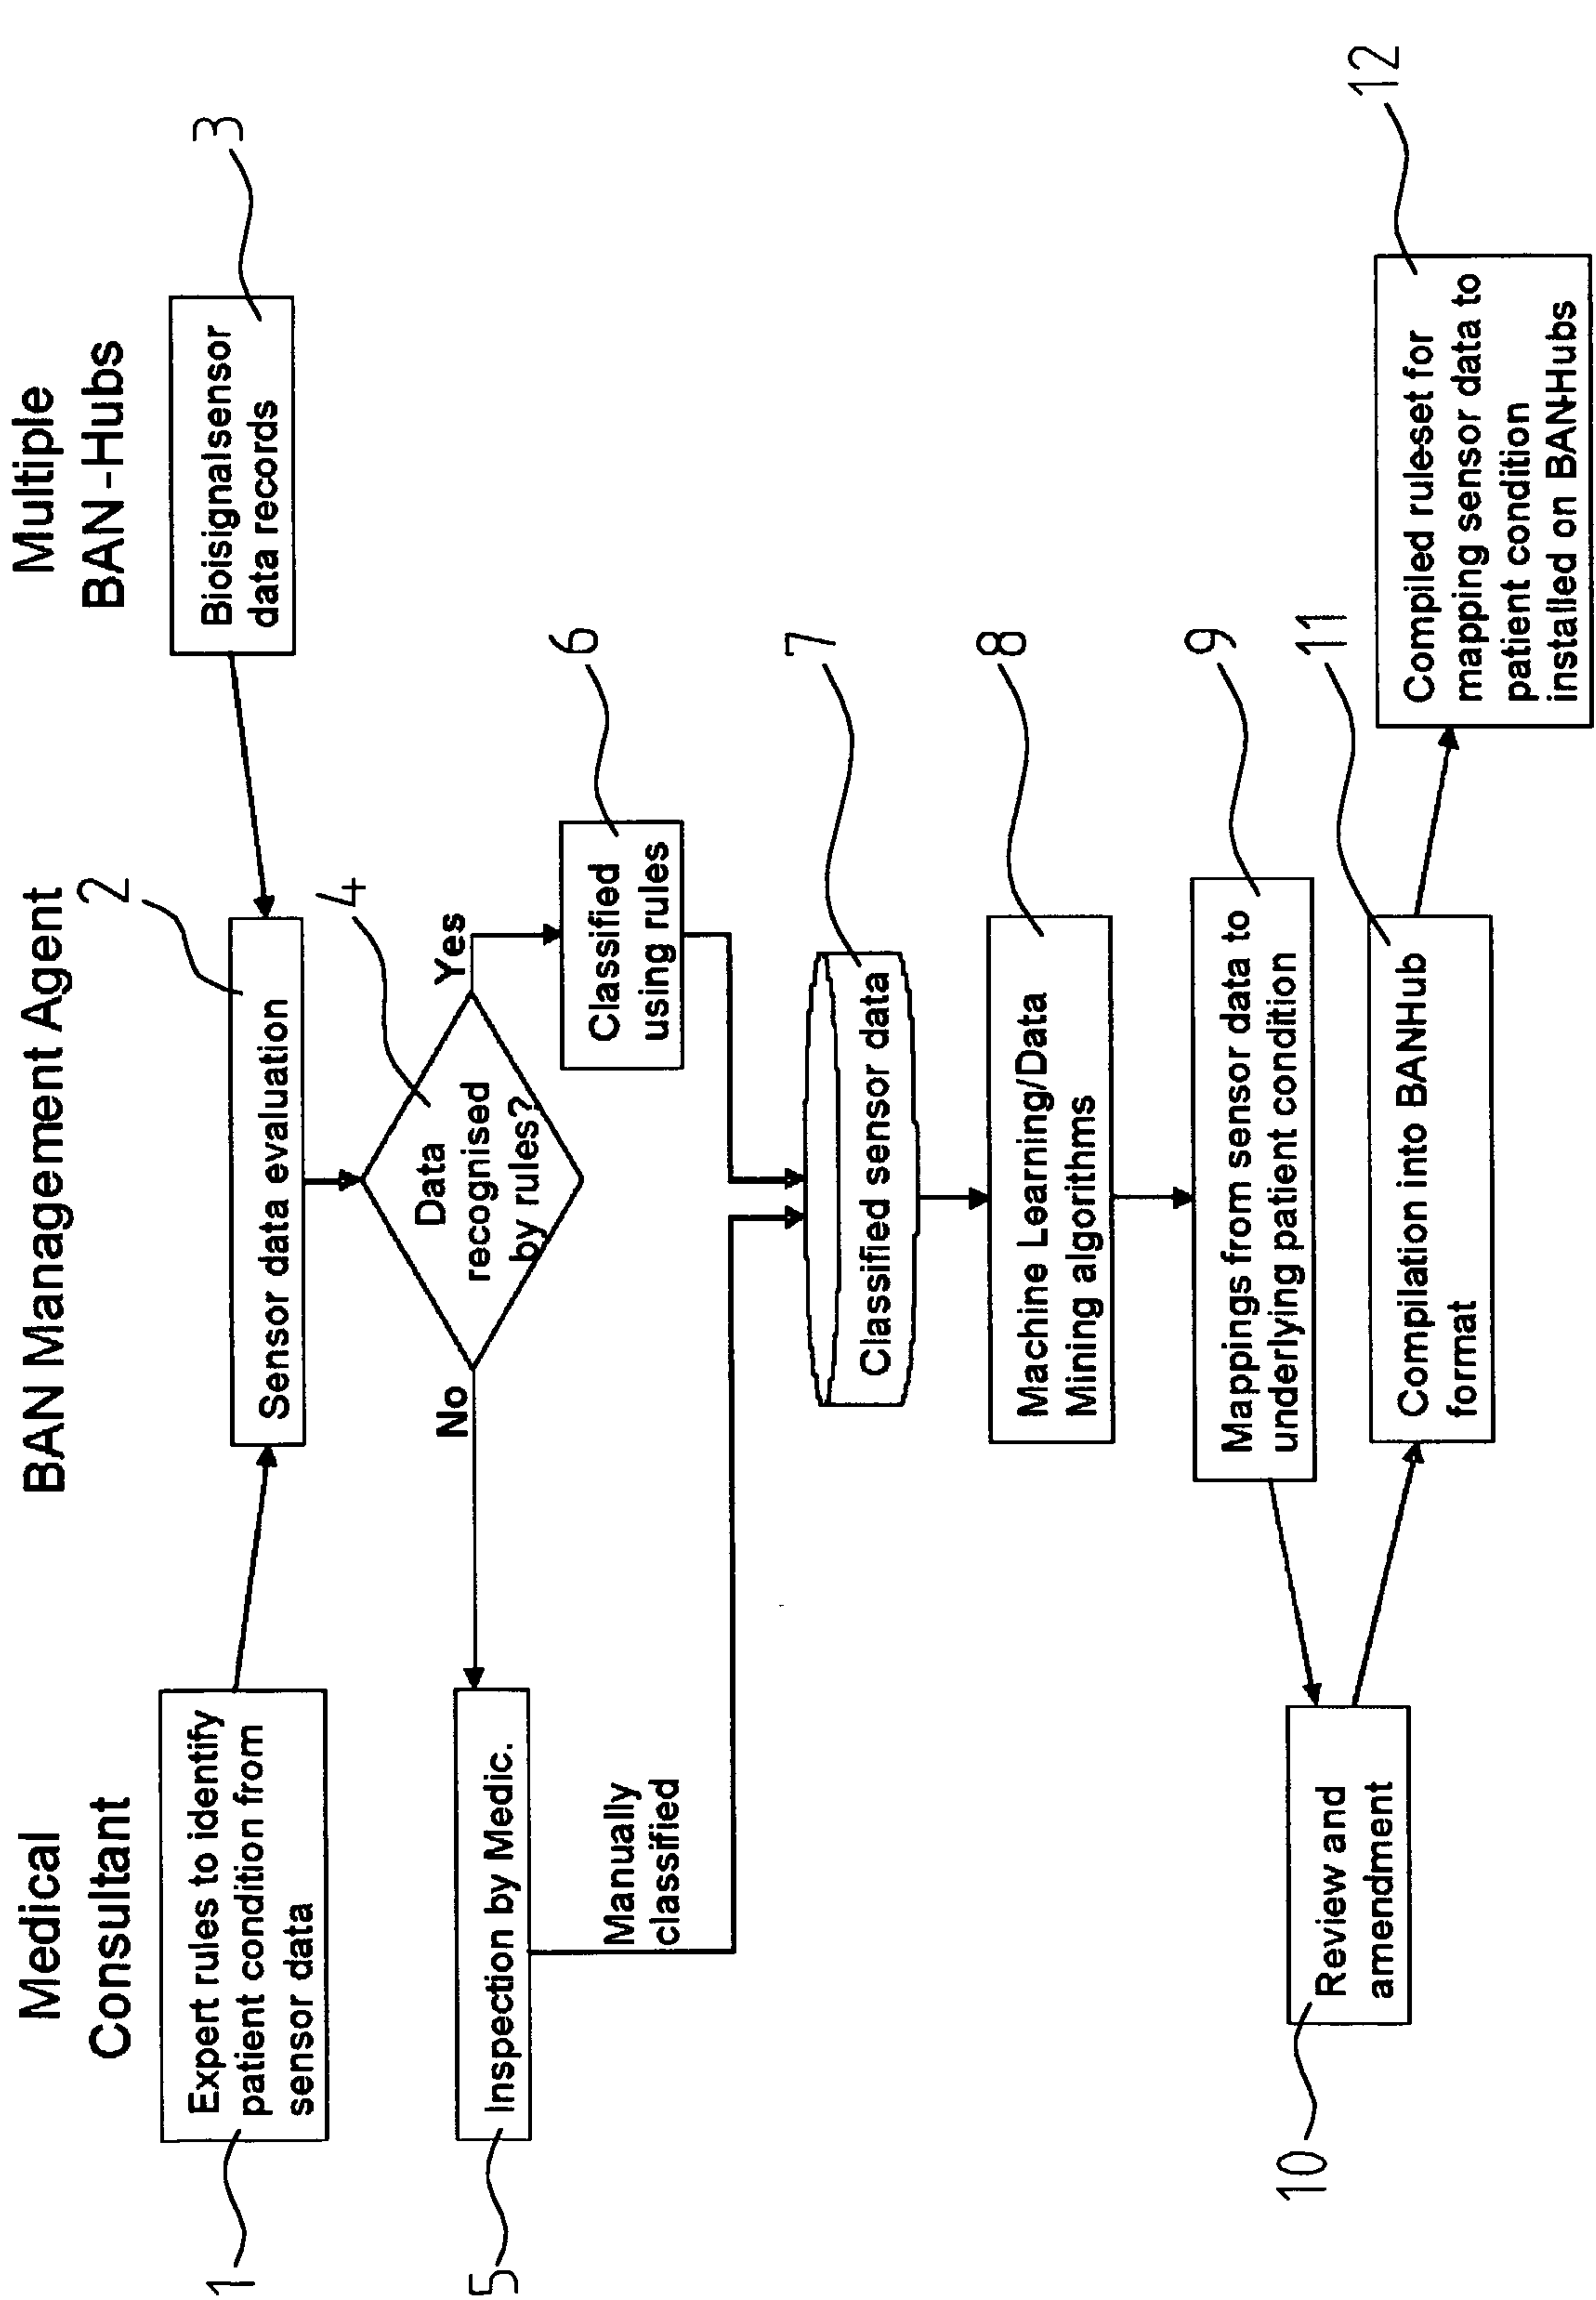 Medical
Consultant
BAN Management Agent
Multiple
BAN-Hubs
1
Expert rules to identify
patient condition from
sensor data
2
Sensor data evaluation
3
Bioisignalsensor
data records
4
Data
recognised
by rules?
No
Yes
5
Inspection by Medic.
Manually
classified
6
Classified
using rules
7
Classified sensor data
8
Machine Learning/Data
Mining algorithms
9
Mappings from sensor data to
underlying patient condition
10
Review and
amendment
11
Compilation into BANHub
format
12
Compiled rule-set for
mapping sensor data to
patient condition
installed on BAN-Hubs